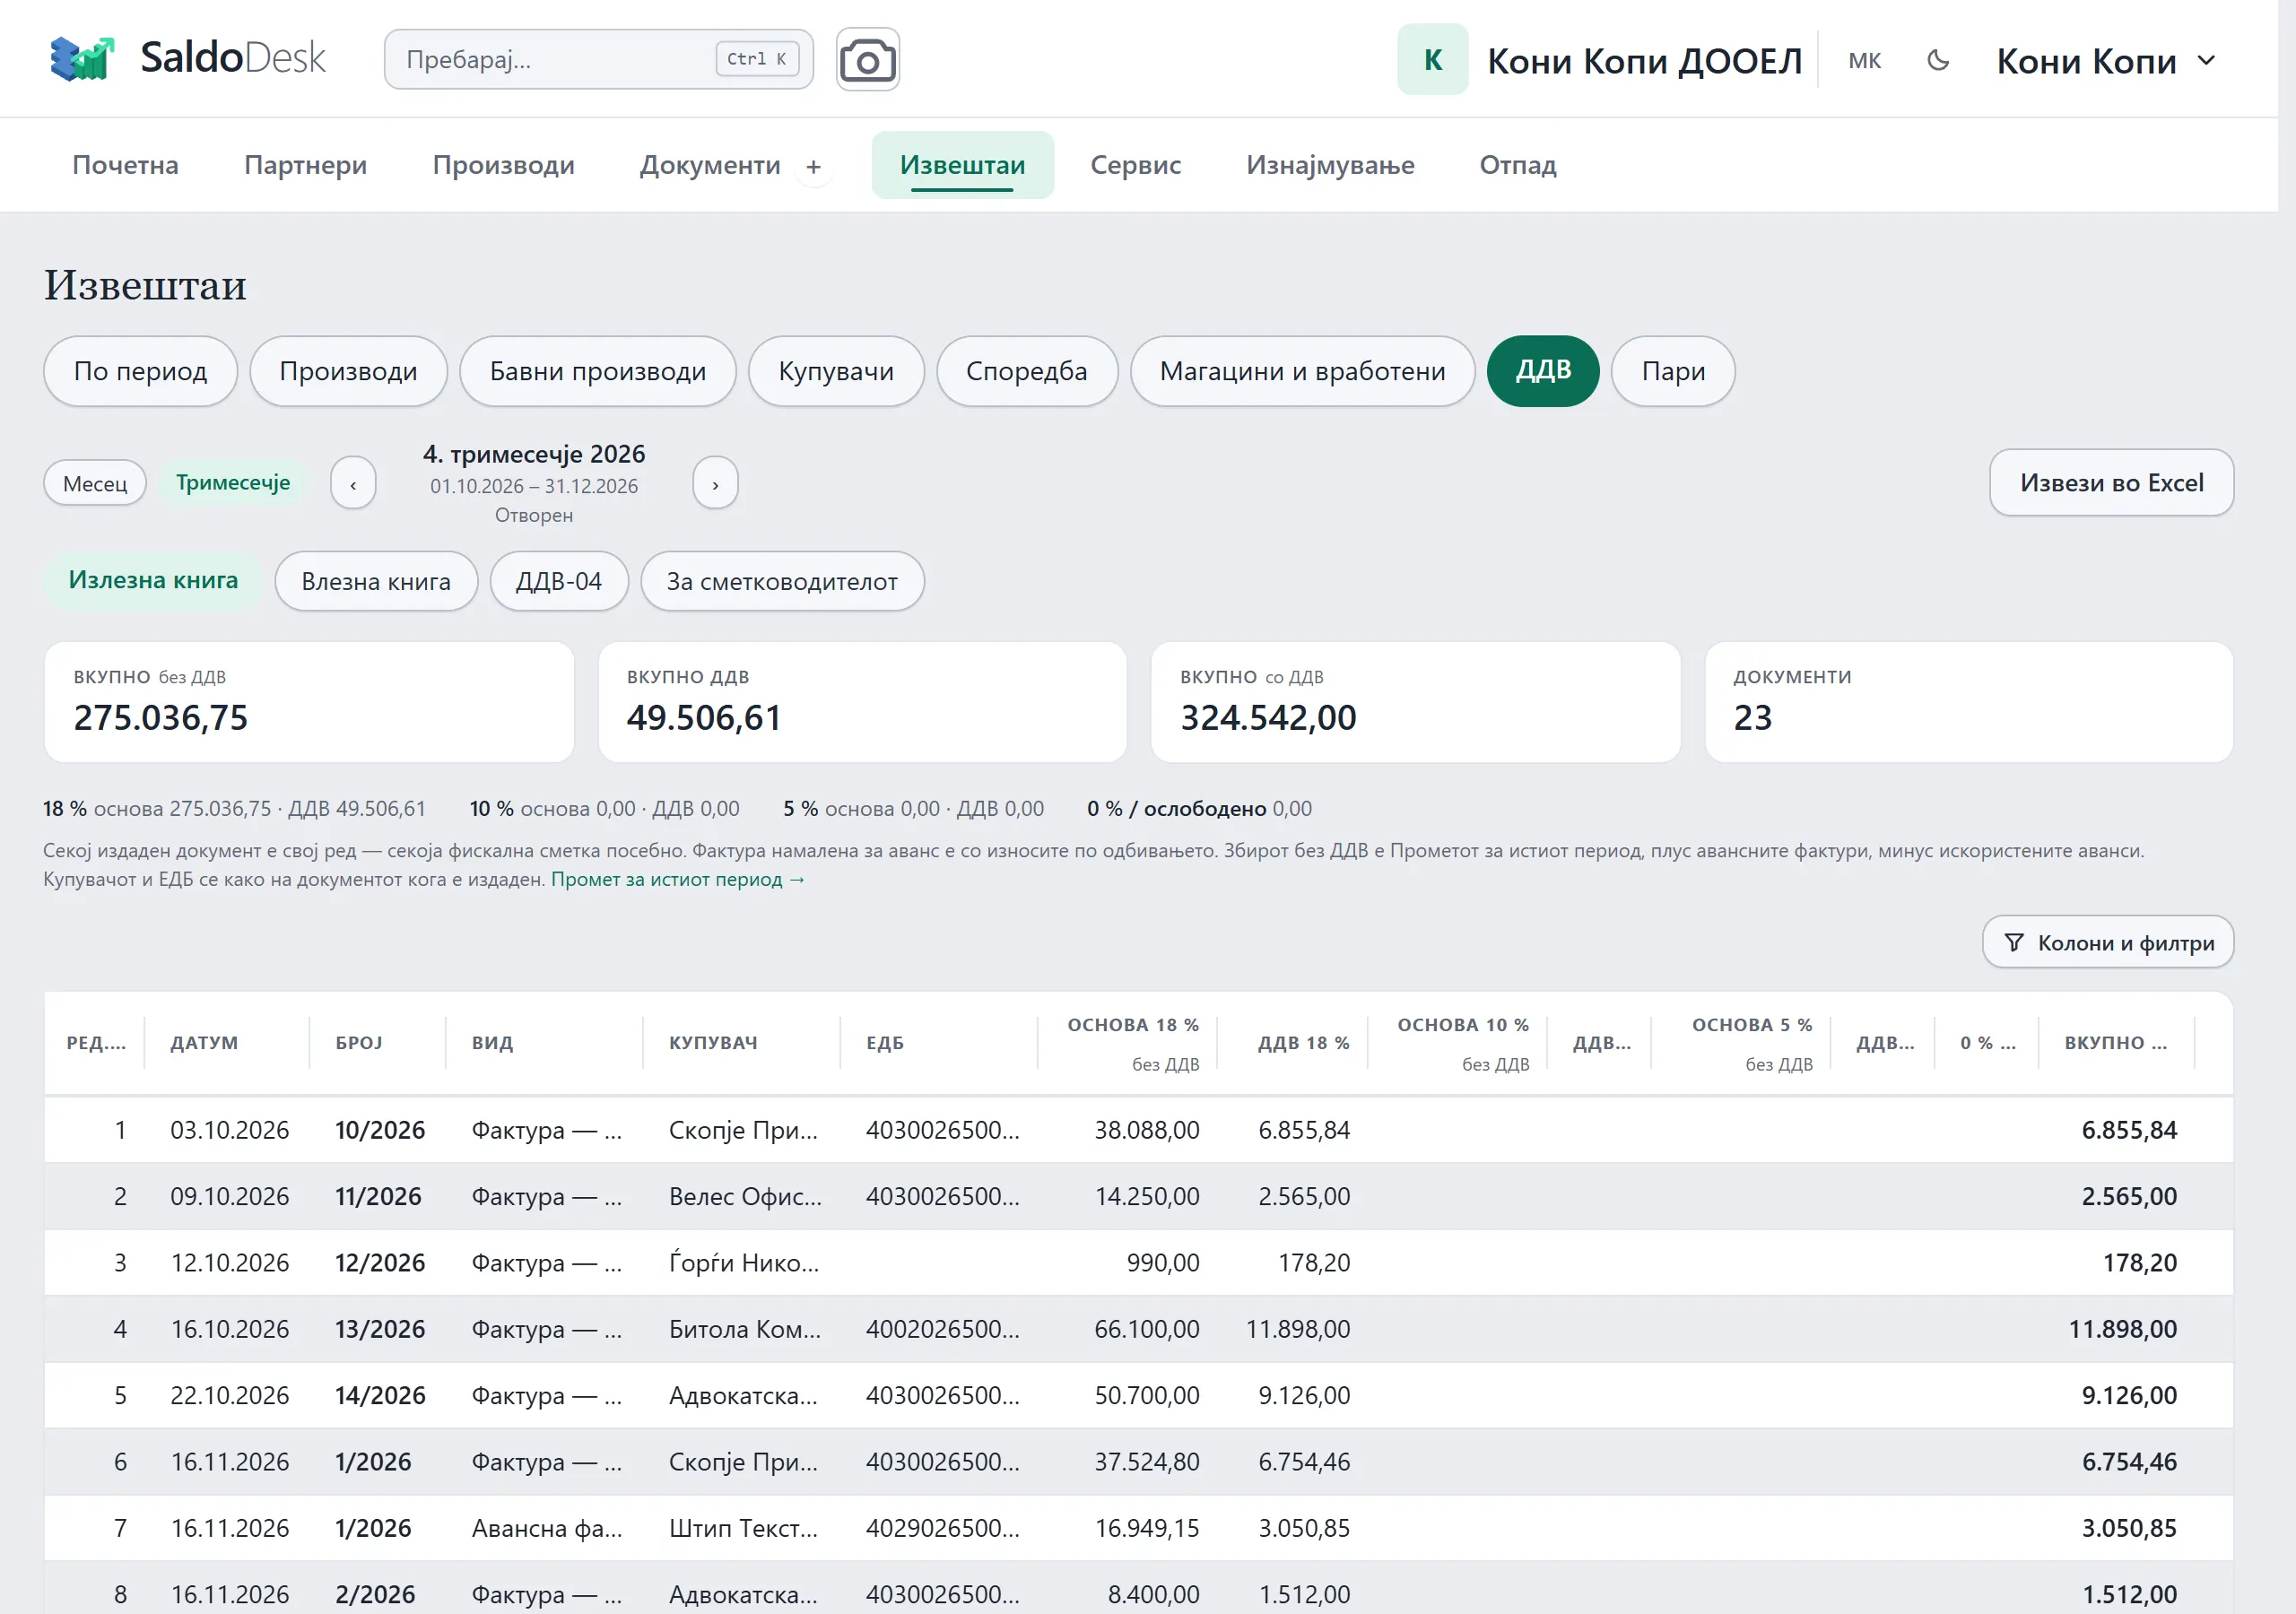 SaldoDesk
Пребарај... Ctrl K
К Кони Копи ДООЕЛ МК Кони Копи
Почетна Партнери Производи Документи + Извештаи Сервис Изнајмување Отпад
Извештаи
По период Производи Бавни производи Купувачи Споредба Магацини и вработени ДДВ Пари
Месец Тримесечје ‹ 4. тримесечје 2026 › Извези во Excel
01.10.2026 – 31.12.2026
Отворен
Излезна книга Влезна книга ДДВ-04 За сметководителот
ВКУПНО без ДДВ ВКУПНО ДДВ ВКУПНО со ДДВ ДОКУМЕНТИ
275.036,75 49.506,61 324.542,00 23
18 % основа 275.036,75 · ДДВ 49.506,61 10 % основа 0,00 · ДДВ 0,00 5 % основа 0,00 · ДДВ 0,00 0 % / ослободено 0,00
Секој издаден документ е свој ред — секоја фискална сметка посебно. Фактура намалена за аванс е со износите по одбивањето. Збирот без ДДВ е Прометот за истиот период, плус авансните фактури, минус искористените аванси.
Купувачот и ЕДБ се како на документот кога е издаден. Промет за истиот период →
Колони и филтри
РЕД.... ДАТУМ БРОЈ ВИД КУПУВАЧ ЕДБ ОСНОВА 18 % без ДДВ ДДВ 18 % ОСНОВА 10 % без ДДВ ДДВ... ОСНОВА 5 % без ДДВ ДДВ... 0 % ... ВКУПНО ...
1 03.10.2026 10/2026 Фактура — ... Скопје При... 4030026500... 38.088,00 6.855,84 6.855,84
2 09.10.2026 11/2026 Фактура — ... Велес Офис... 4030026500... 14.250,00 2.565,00 2.565,00
3 12.10.2026 12/2026 Фактура — ... Ѓорѓи Нико... 990,00 178,20 178,20
4 16.10.2026 13/2026 Фактура — ... Битола Ком... 4002026500... 66.100,00 11.898,00 11.898,00
5 22.10.2026 14/2026 Фактура — ... Адвокатска... 4030026500... 50.700,00 9.126,00 9.126,00
6 16.11.2026 1/2026 Фактура — ... Скопје При... 4030026500... 37.524,80 6.754,46 6.754,46
7 16.11.2026 1/2026 Авансна фа... Штип Текст... 4029026500... 16.949,15 3.050,85 3.050,85
8 16.11.2026 2/2026 Фактура — ... Адвокатска... 4030026500... 8.400,00 1.512,00 1.512,00